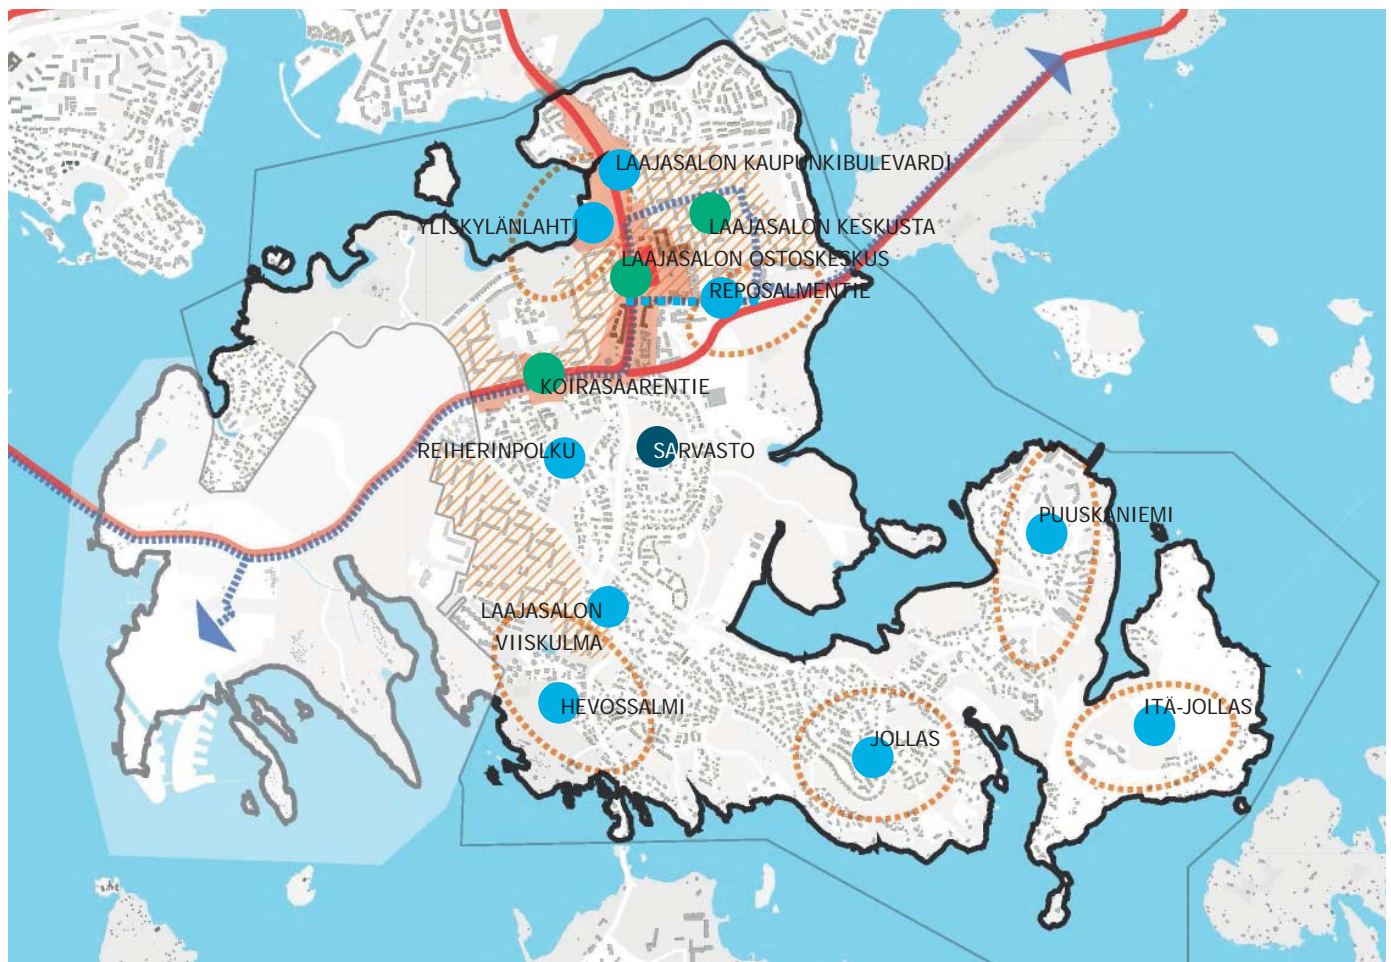 LAAJASALON KAUPUNKIBULEVARDI
YLISKYLÄNLAHTI
LAAJASALON KESKUSTA
LAAJASALON OSTOSKESKUS
REPOSALMENTIE
KOIRASAARENTIE
REIHERINPOLKU
SARVASTO
PUUSKANIEMI
LAAJASALON
VIISKULMA
HEVOSSALMI
ITÄ-JOLLAS
JOLLAS